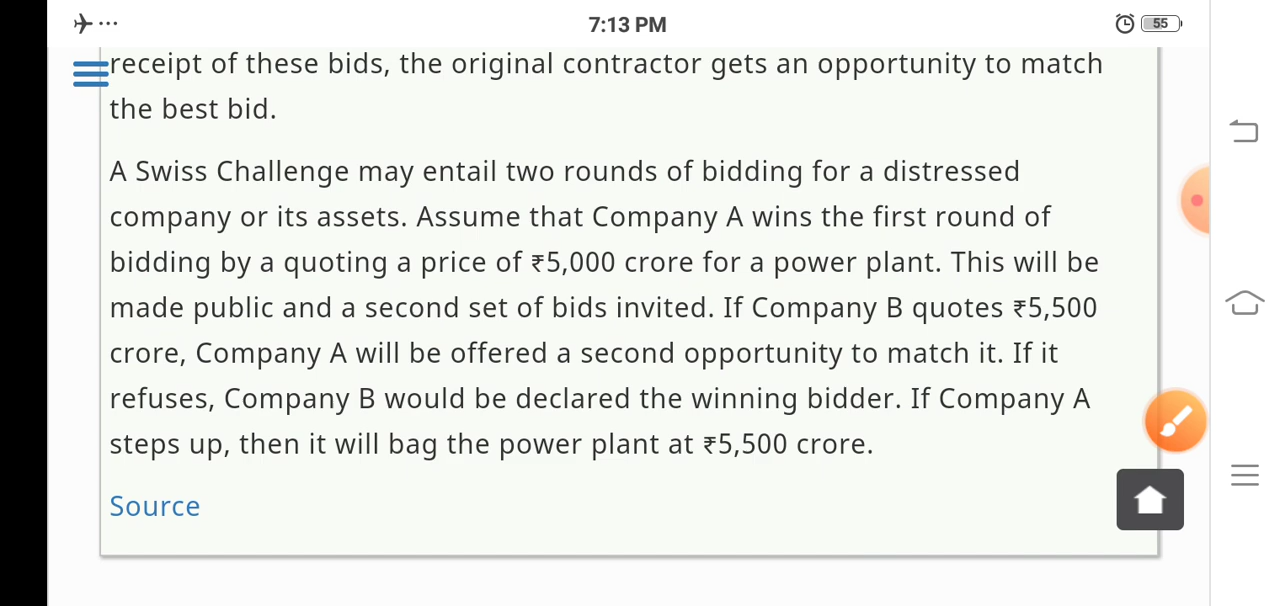 7:13 PM
55
receipt of these bids, the original contractor gets an opportunity to match
the best bid.
A Swiss Challenge may entail two rounds of bidding for a distressed
company or its assets. Assume that Company A wins the first round of
bidding by a quoting a price of ₹5,000 crore for a power plant. This will be
made public and a second set of bids invited. If Company B quotes ₹5,500
crore, Company A will be offered a second opportunity to match it. If it
refuses, Company B would be declared the winning bidder. If Company A
steps up, then it will bag the power plant at ₹5,500 crore.
Source